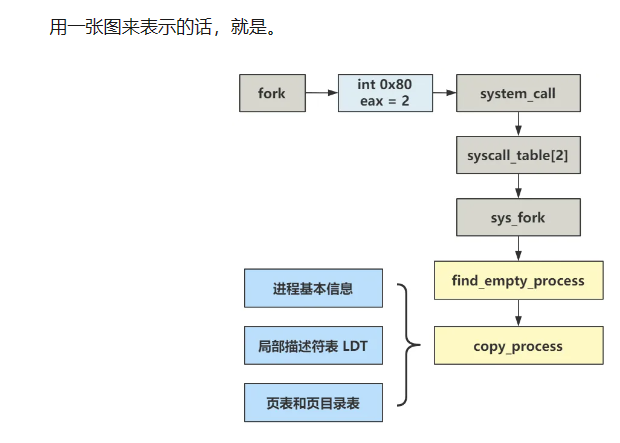 用一张图来表示的话，就是。
fork
int 0x80
eax = 2
system_call
syscall_table[2]
sys_fork
find_empty_process
copy_process
进程基本信息
局部描述符表 LDT
页表和页目录表